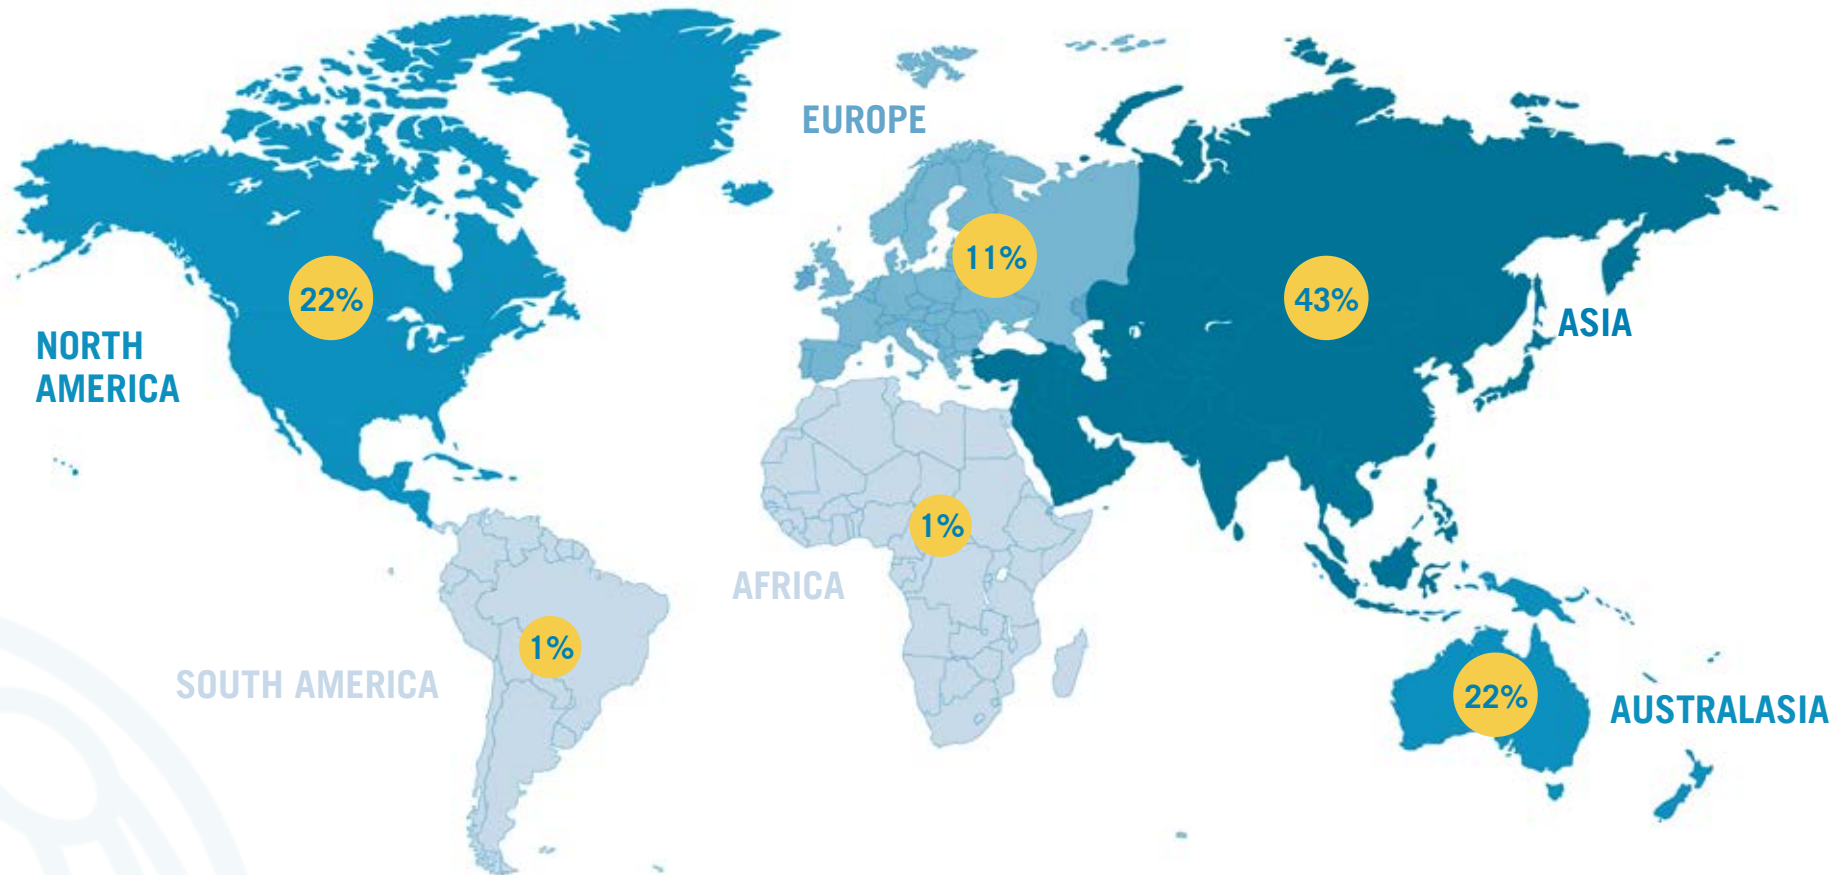 EUROPE
11%
22%
43%
ASIA
NORTH
AMERICA
1%
AFRICA
1%
SOUTH AMERICA
22%
AUSTRALASIA